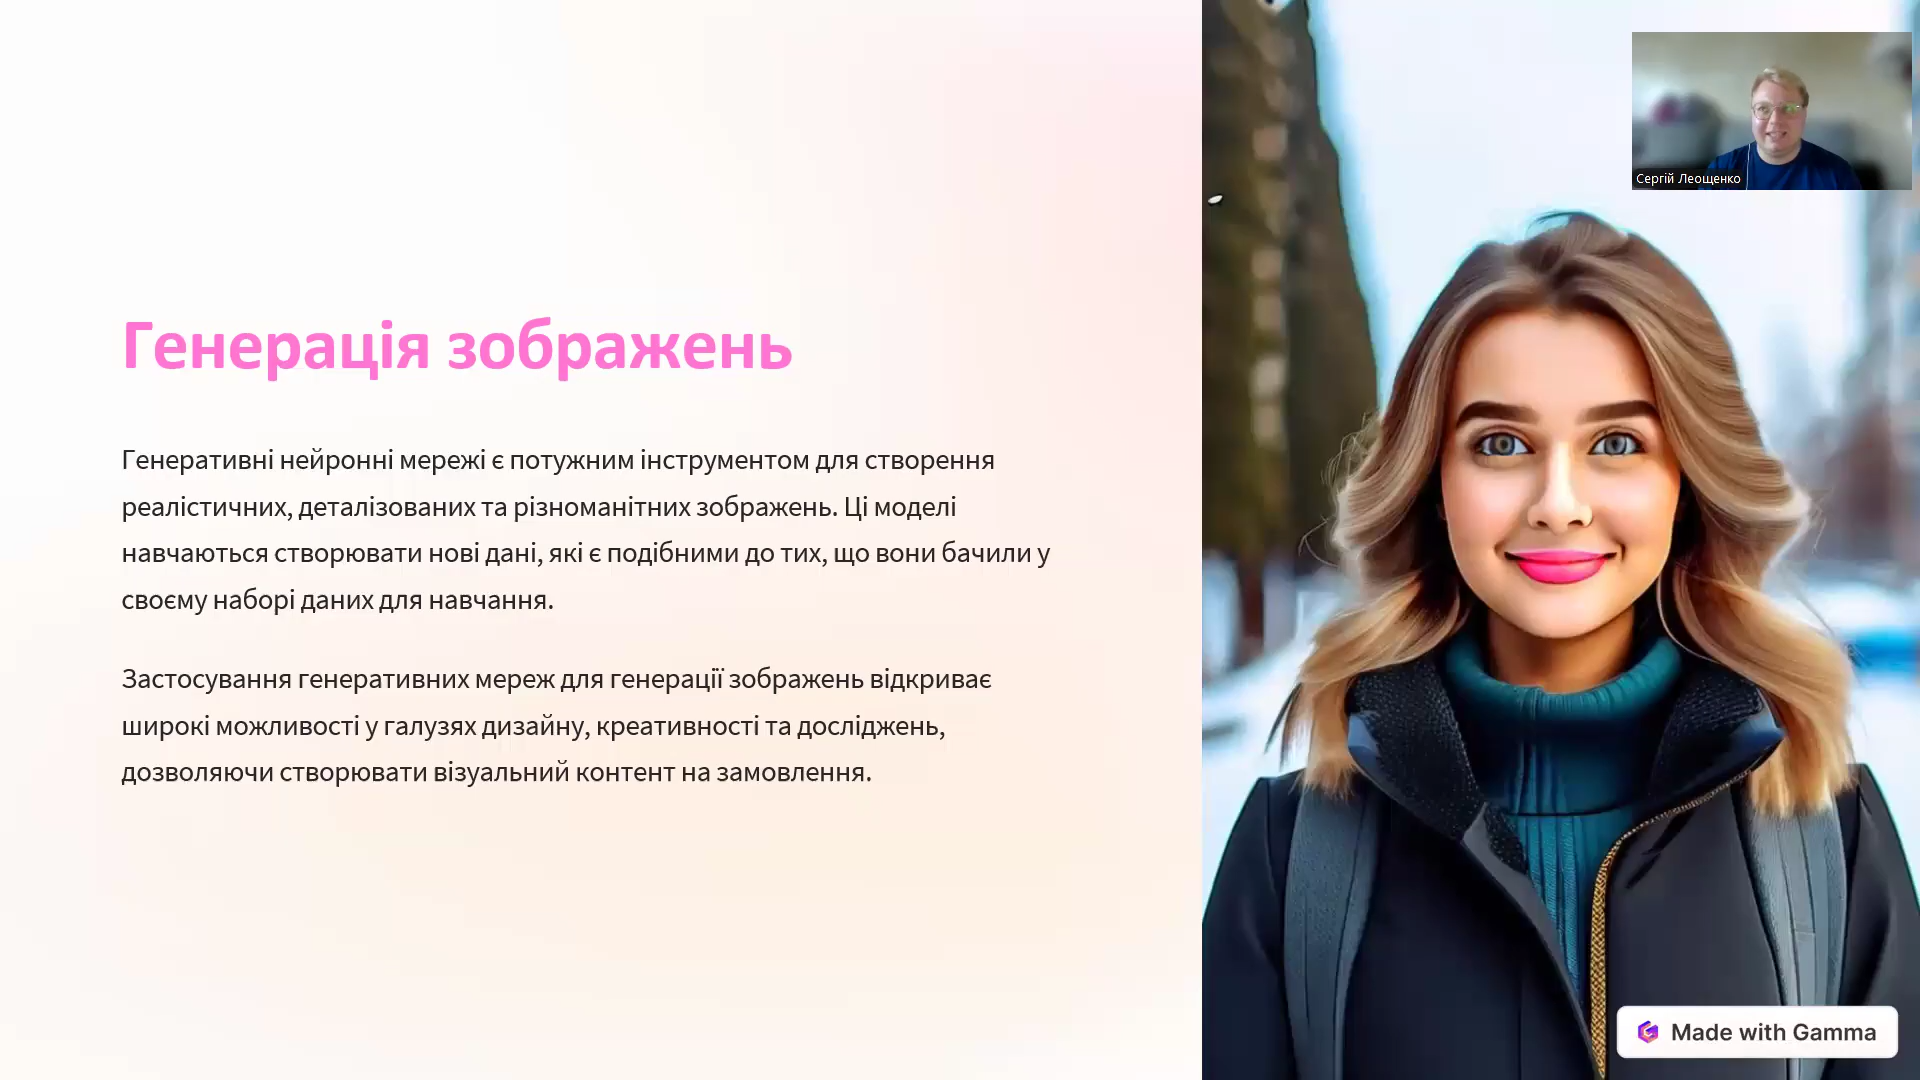 Генерація зображень
Генеративні нейронні мережі є потужним інструментом для створення
реалістичних, деталізованих та різноманітних зображень. Ці моделі
навчаються створювати нові дані, які є подібними до тих, що вони бачили у
своєму наборі даних для навчання.
Застосування генеративних мереж для генерації зображень відкриває
широкі можливості у галузях дизайну, креативності та досліджень,
дозволяючи створювати візуальний контент на замовлення.
Сергій Леощенко
Made with Gamma